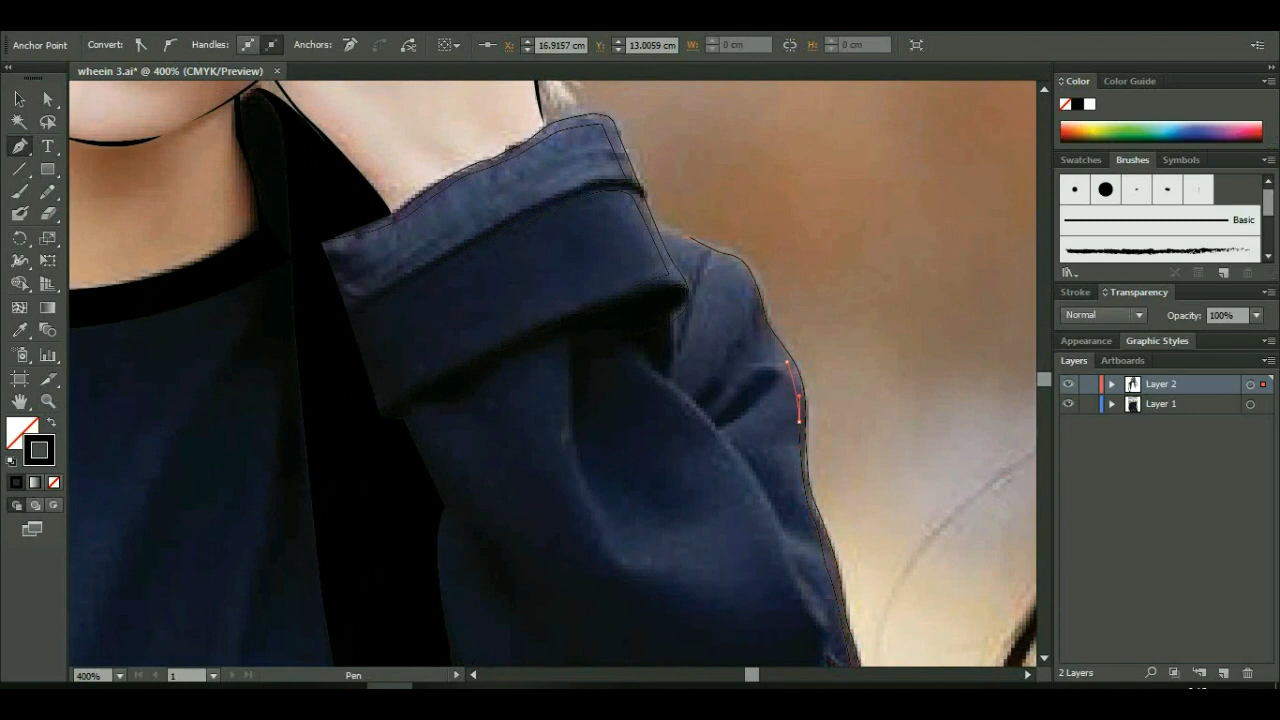 Anchor Point Convert: Handles: Anchors: X: 16.9157 cm Y: 13.0059 cm W: 0 cm H: 0 cm
wheein 3.ai* @ 400% (CMYK/Preview) ×
Color Color Guide
Swatches Brushes Symbols
Basic
Stroke Transparency
Normal Opacity: 100%
Appearance Graphic Styles
Layers Artboards
Layer 2
Layer 1
400% 1 Pen 2 Layers